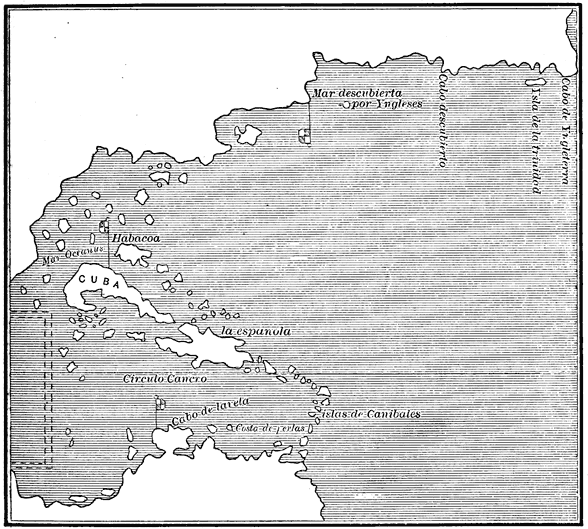 Mar descubierta
por Yngleses
Cabo descubierto
Isla de la trinidad
Cabo de Yngleterra
Habacoa
Mar Oceanus
CUBA
la española
Circulo Cancro
Cabo de la vela
islas de Canibales
Costa de perlas